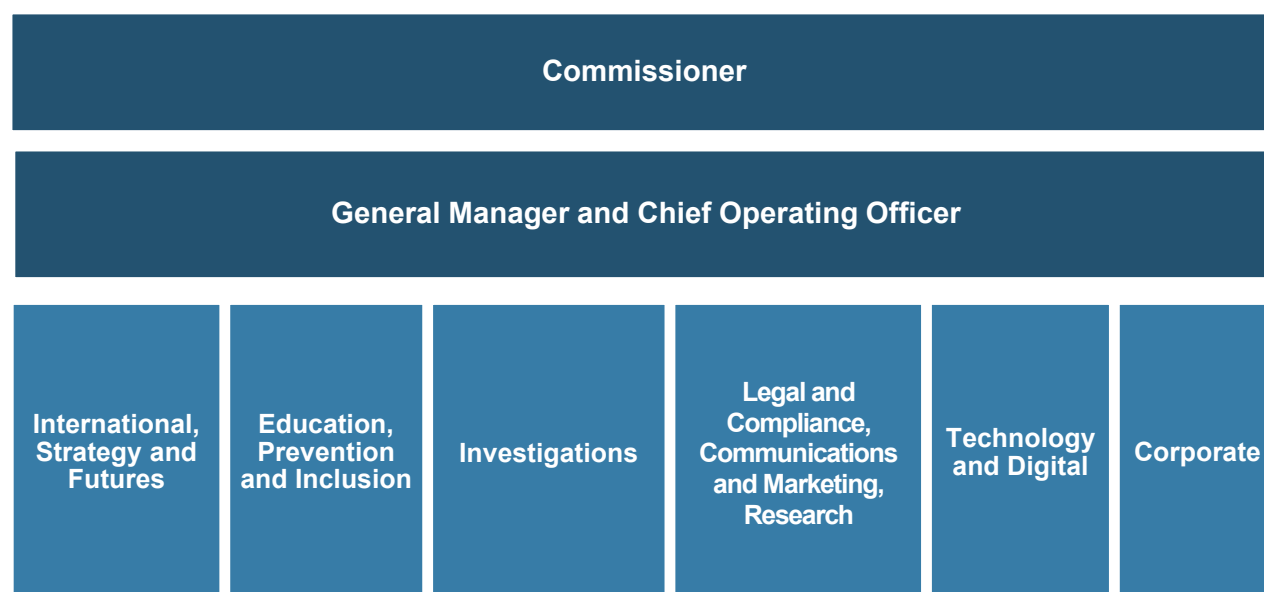 Commissioner
General Manager and Chief Operating Officer
International,
Strategy and
Futures
Education,
Prevention
and Inclusion
Investigations
Legal and
Compliance,
Communications
and Marketing,
Research
Technology
and Digital
Corporate